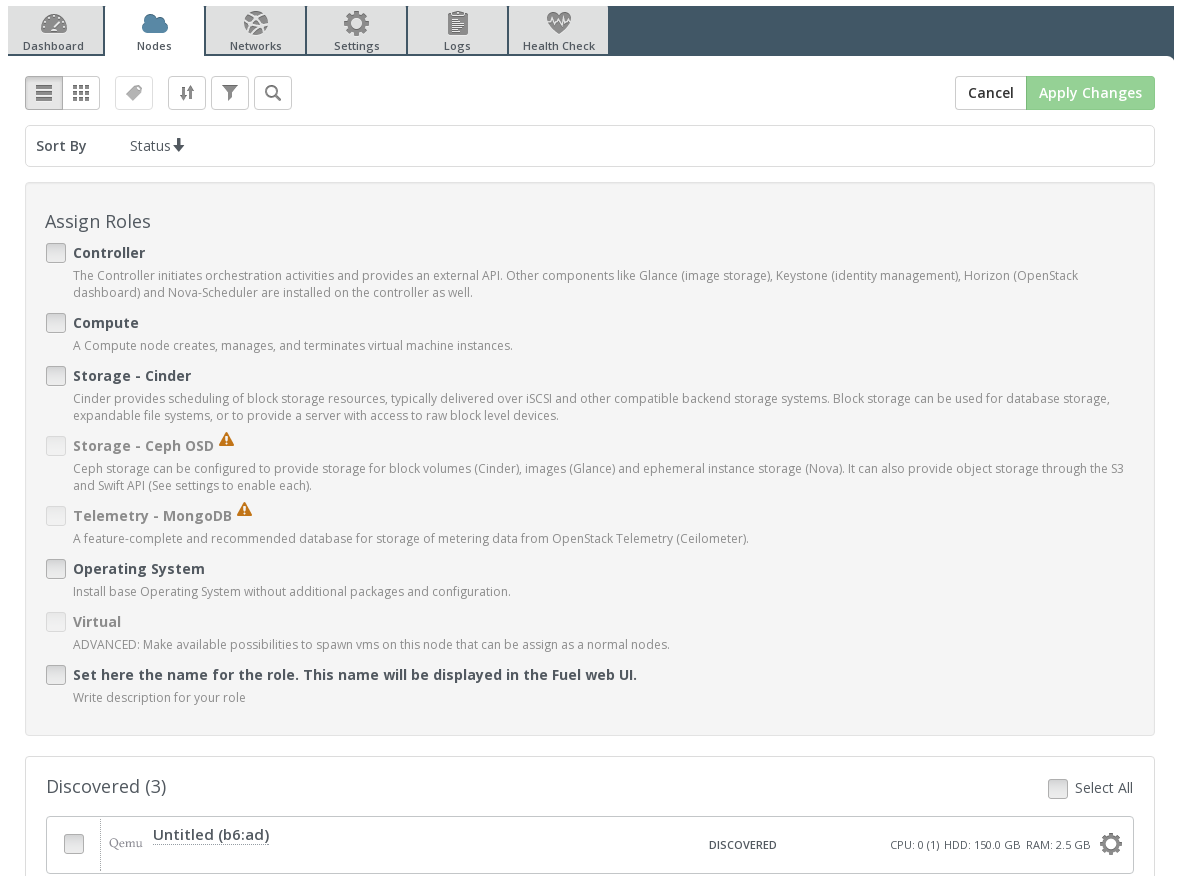 Dashboard
Nodes
Networks
Settings
Logs
Health Check
Cancel
Apply Changes
Sort By
Status
Assign Roles
Controller
The Controller initiates orchestration activities and provides an external API. Other components like Glance (image storage), Keystone (identity management), Horizon (OpenStack
dashboard) and Nova-Scheduler are installed on the controller as well.
Compute
A Compute node creates, manages, and terminates virtual machine instances.
Storage - Cinder
Cinder provides scheduling of block storage resources, typically delivered over iSCSI and other compatible backend storage systems. Block storage can be used for database storage,
expandable file systems, or to provide a server with access to raw block level devices.
Storage - Ceph OSD
Ceph storage can be configured to provide storage for block volumes (Cinder), images (Glance) and ephemeral instance storage (Nova). It can also provide object storage through the S3
and Swift API (See settings to enable each).
Telemetry - MongoDB
A feature-complete and recommended database for storage of metering data from OpenStack Telemetry (Ceilometer).
Operating System
Install base Operating System without additional packages and configuration.
Virtual
ADVANCED: Make available possibilities to spawn vms on this node that can be assign as a normal nodes.
Set here the name for the role. This name will be displayed in the Fuel web UI.
Write description for your role
Discovered (3)
Select All
Qemu
Untitled (b6:ad)
DISCOVERED
CPU: 0 (1) HDD: 150.0 GB RAM: 2.5 GB